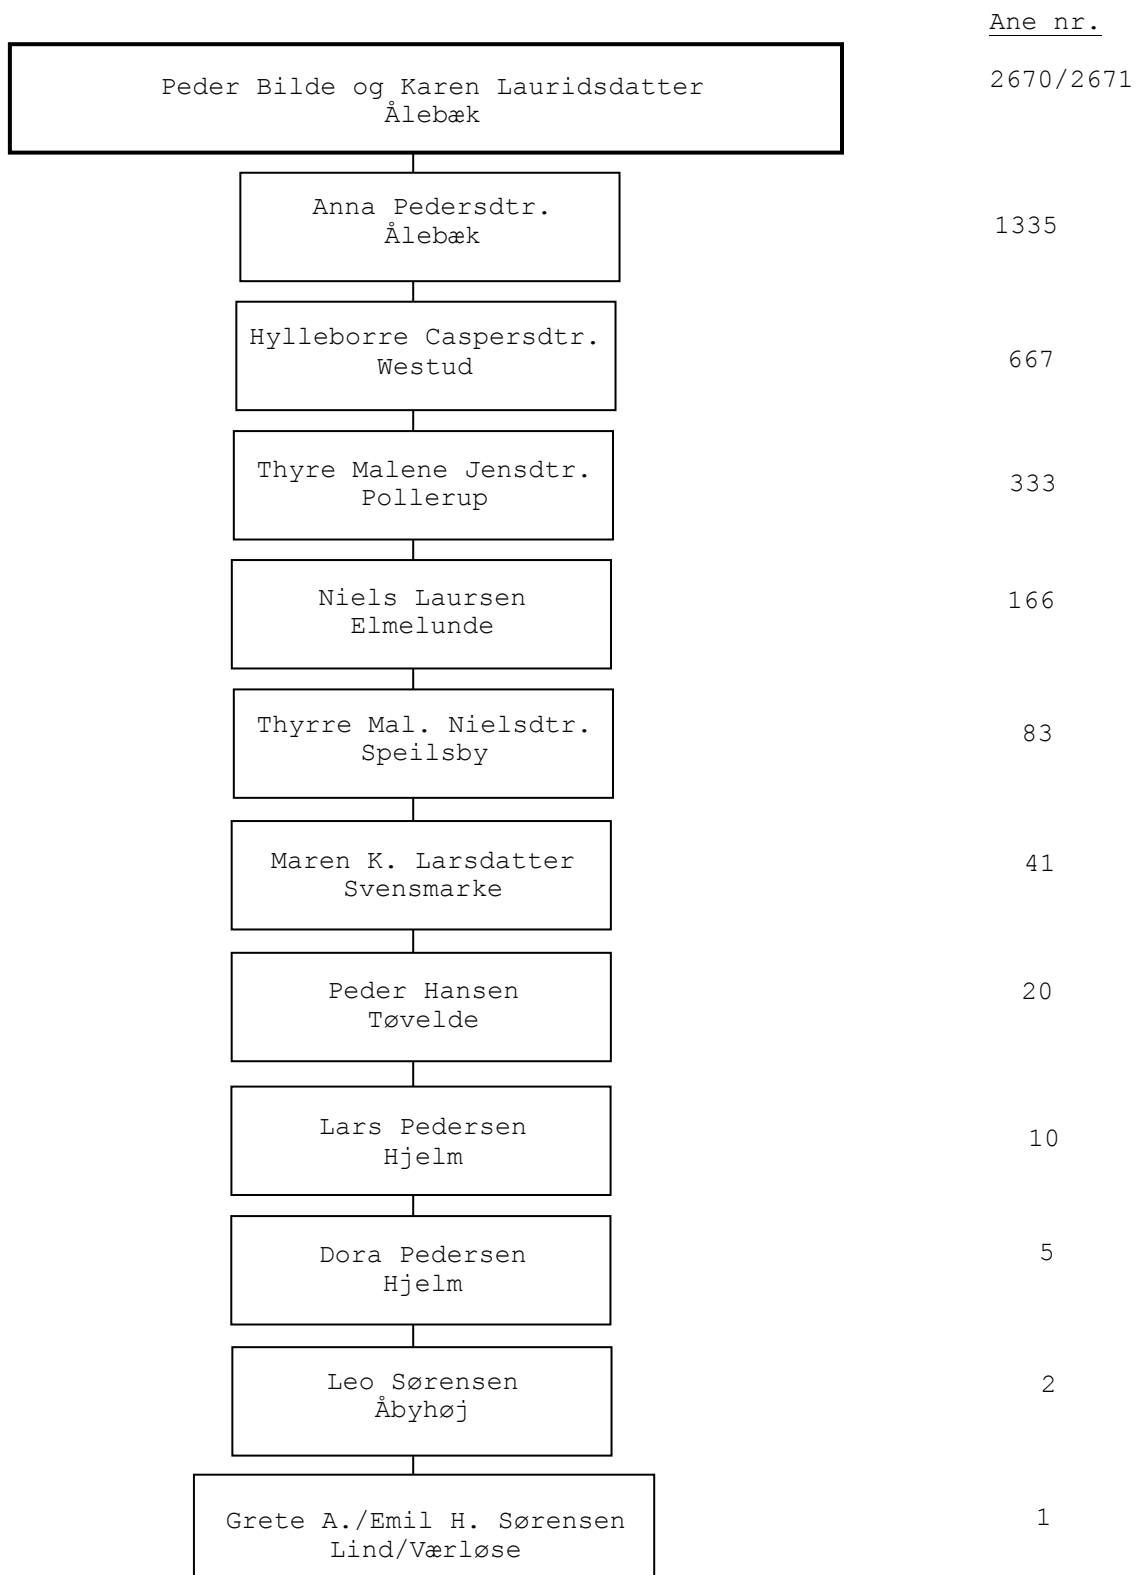 Ane nr.
Peder Bilde og Karen Lauridsdatter
Ålebæk
2670/2671
Anna Pedersdtr.
Ålebæk
1335
Hylleborre Caspersdtr.
Westud
667
Thyre Malene Jensdtr.
Pollerup
333
Niels Laursen
Elmelunde
166
Thyrre Mal. Nielsdtr.
Speilsby
83
Maren K. Larsdatter
Svensmarke
41
Peder Hansen
Tøvelde
20
Lars Pedersen
Hjelm
10
Dora Pedersen
Hjelm
5
Leo Sørensen
Åbyhøj
2
Grete A./Emil H. Sørensen
Lind/Værløse
1